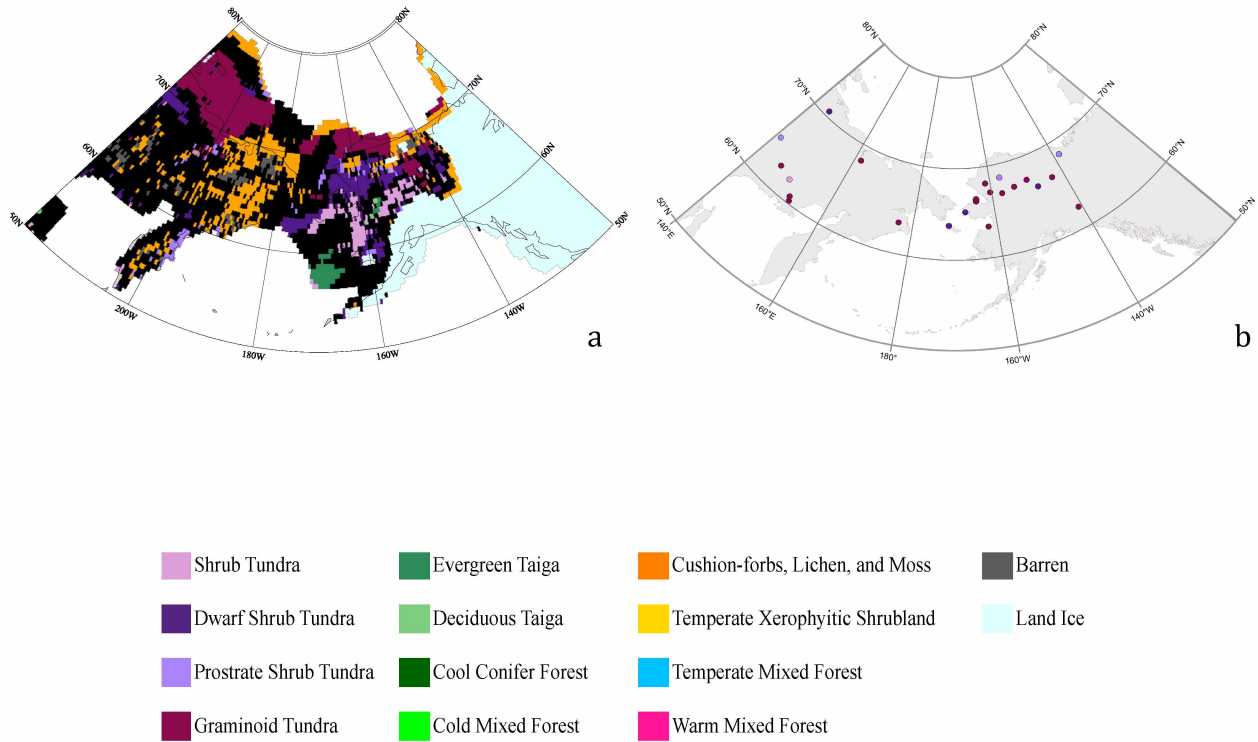 80N
80N
70N
70N
60N
60N
50N
50N
200W
180W
160W
140W
a
80°N
80°N
70°N
70°N
60°N
60°N
50°N
50°N
140°E
160°E
180°
160°W
140°W
b
Shrub Tundra
Evergreen Taiga
Cushion-forbs, Lichen, and Moss
Barren
Dwarf Shrub Tundra
Deciduous Taiga
Temperate Xerophyitic Shrubland
Land Ice
Prostrate Shrub Tundra
Cool Conifer Forest
Temperate Mixed Forest
Graminoid Tundra
Cold Mixed Forest
Warm Mixed Forest